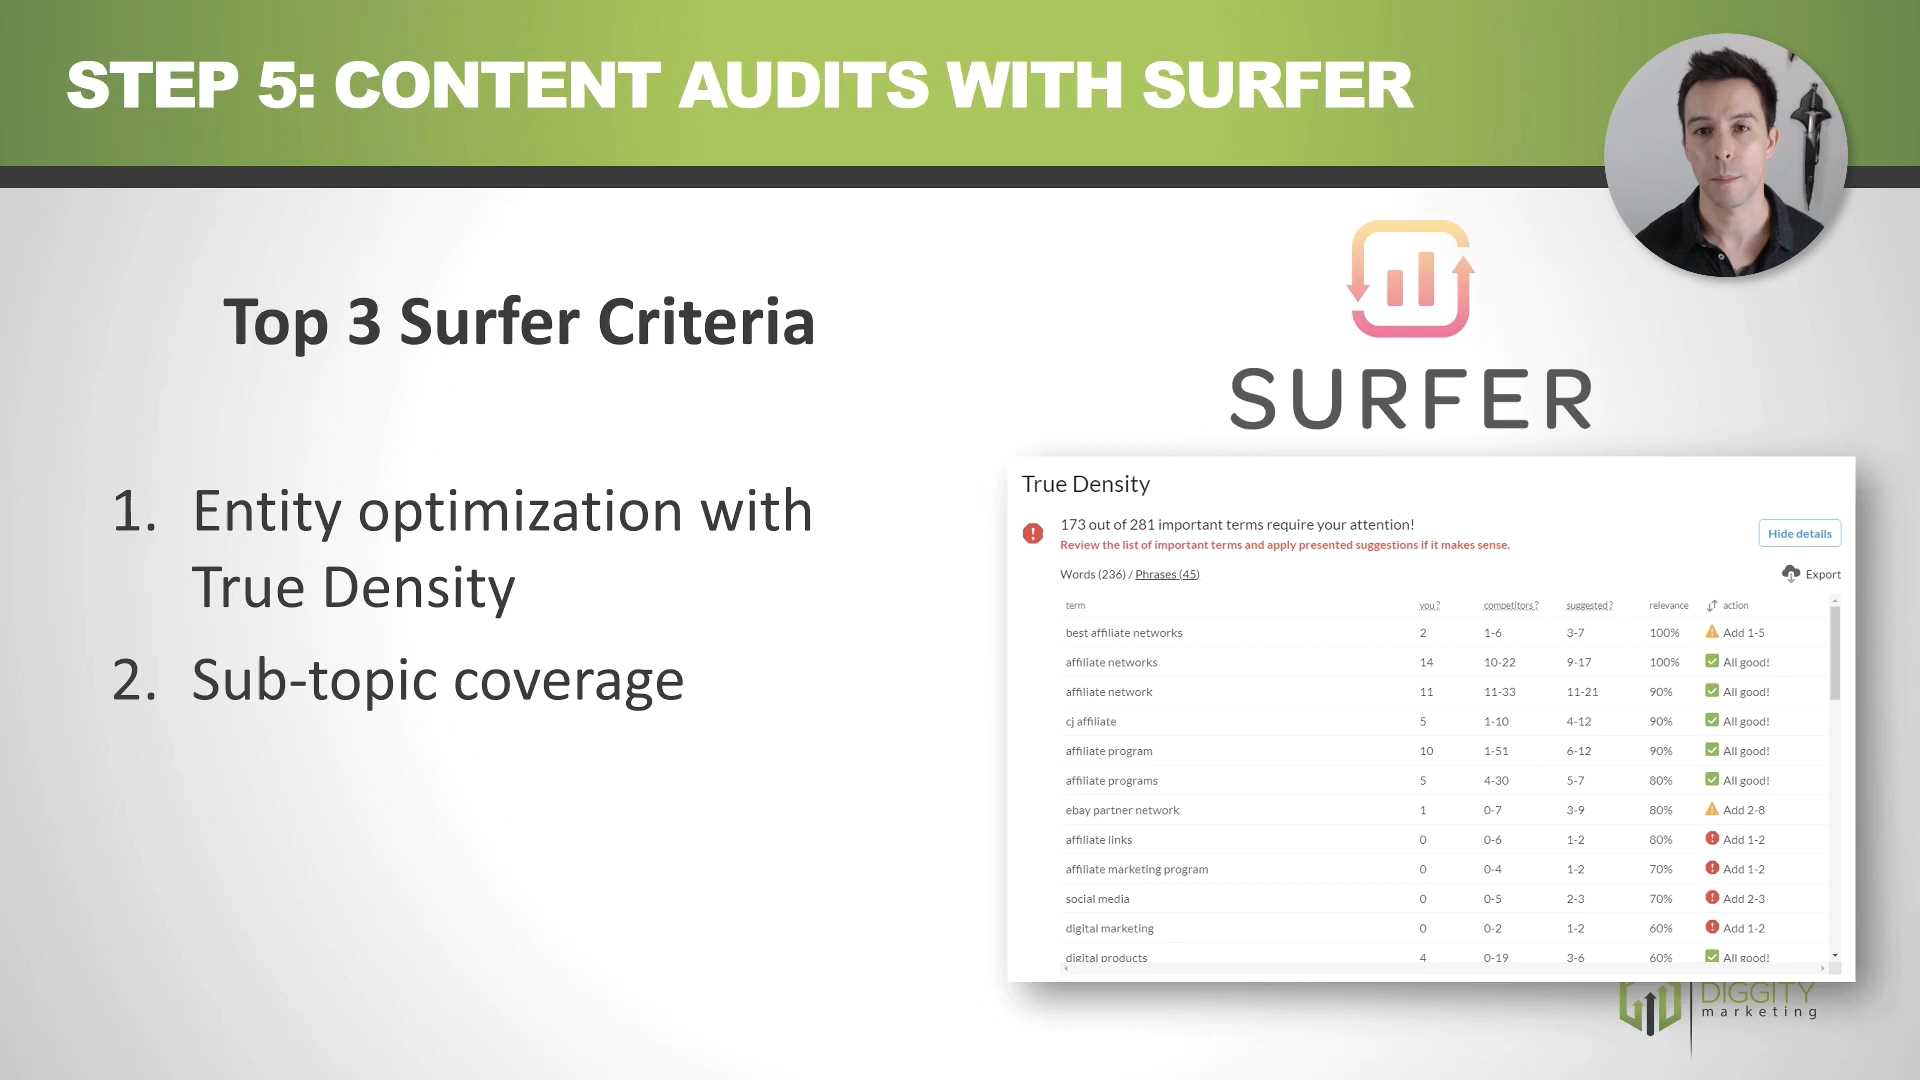 STEP 5: CONTENT AUDITS WITH SURFER
Top 3 Surfer Criteria
1. Entity optimization with
True Density
2. Sub-topic coverage
SURFER
True Density
173 out of 281 important terms require your attention!
Review the list of important terms and apply presented suggestions if it makes sense.
Hide details
Words (236) / Phrases (45)
Export
term you? competitors? suggested? relevance action
best affiliate networks 2 1-6 3-7 100% Add 1-5
affiliate networks 14 10-22 9-17 100% All good!
affiliate network 11 11-33 11-21 90% All good!
cj affiliate 5 1-10 4-12 90% All good!
affiliate program 10 1-51 6-12 90% All good!
affiliate programs 5 4-30 5-7 80% All good!
ebay partner network 1 0-7 3-9 80% Add 2-8
affiliate links 0 0-6 1-2 80% Add 1-2
affiliate marketing program 0 0-4 1-2 70% Add 1-2
social media 0 0-5 2-3 70% Add 2-3
digital marketing 0 0-2 1-2 60% Add 1-2
digital products 4 0-19 3-6 60% All good!
DIGGITY
marketing